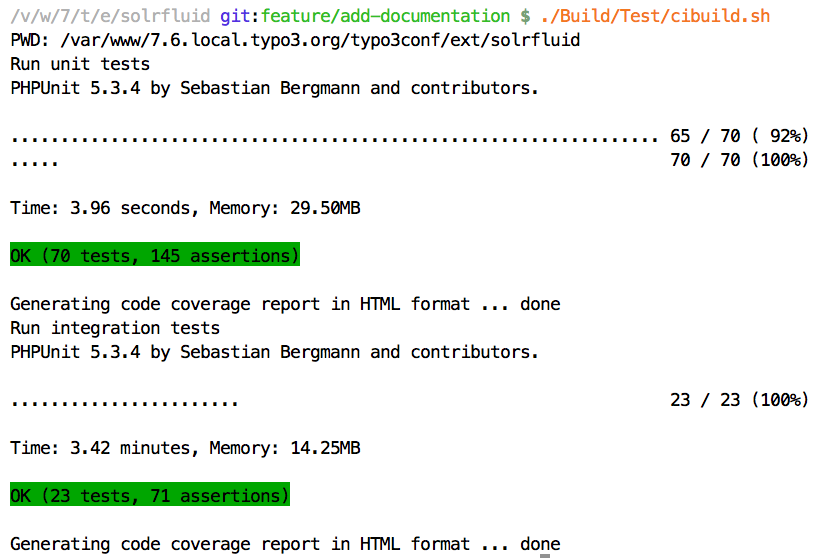 /v/w/7/t/e/solrfluid git:feature/add-documentation $ ./Build/Test/cibuild.sh
PWD: /var/www/7.6.local.typo3.org/typo3conf/ext/solrfluid
Run unit tests
PHPUnit 5.3.4 by Sebastian Bergmann and contributors.
................................................................. 65 / 70 ( 92%)
..... 70 / 70 (100%)
Time: 3.96 seconds, Memory: 29.50MB
OK (70 tests, 145 assertions)
Generating code coverage report in HTML format ... done
Run integration tests
PHPUnit 5.3.4 by Sebastian Bergmann and contributors.
....................... 23 / 23 (100%)
Time: 3.42 minutes, Memory: 14.25MB
OK (23 tests, 71 assertions)
Generating code coverage report in HTML format ... done